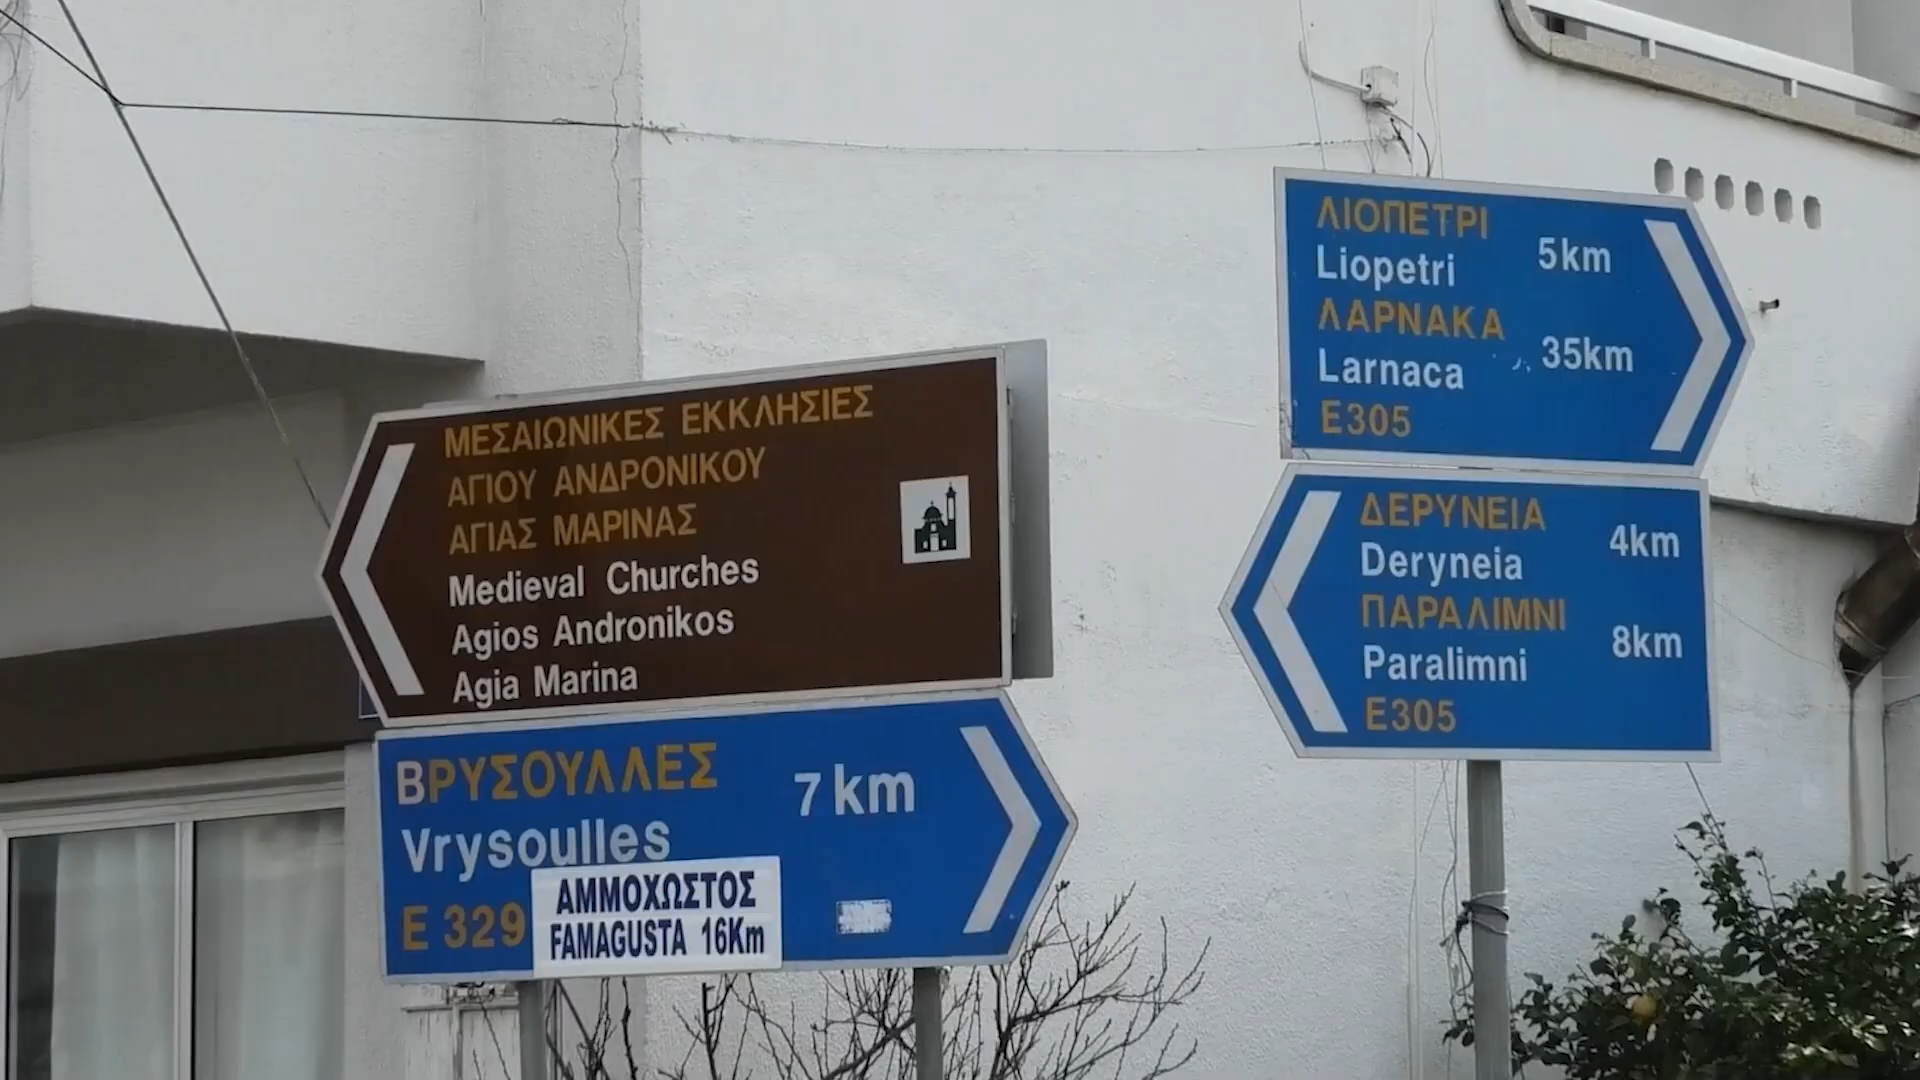 ΜΕΣΑΙΩΝΙΚΕΣ ΕΚΚΛΗΣΙΕΣ
ΑΓΙΟΥ ΑΝΔΡΟΝΙΚΟΥ
ΑΓΙΑΣ ΜΑΡΙΝΑΣ
Medieval Churches
Agios Andronikos
Agia Marina
ΒΡΥΣΟΥΛΛΕΣ
Vrysoulles 7 km
E 329
ΑΜΜΟΧΩΣΤΟΣ
FAMAGUSTA 16Km
ΛΙΟΠΕΤΡΙ
Liopetri 5km
ΛΑΡΝΑΚΑ
Larnaca 35km
E305
ΔΕΡΥΝΕΙΑ
Deryneia 4km
ΠΑΡΑΛΙΜΝΙ
Paralimni 8km
E305